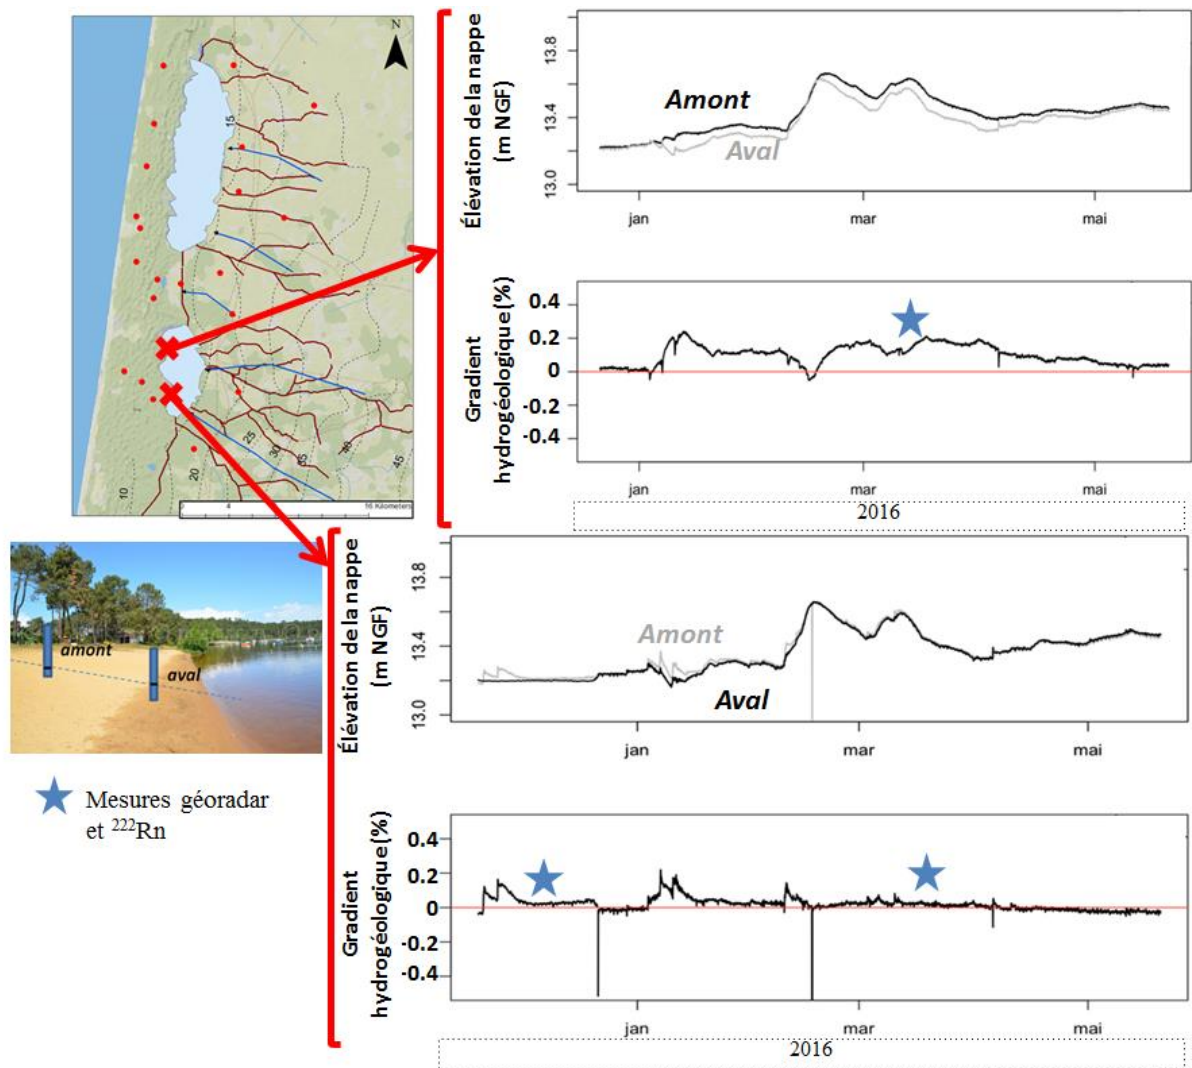 N
15
25
30
35
40
45
20
10
4
16 Kilometers
Élévation de la nappe
(m NGF)
13.8
13.4
13.0
Amont
Aval
jan
mar
mai
Gradient
hydrogéologique(%)
0.4
0.2
0
-0.2
-0.4
jan
mar
mai
2016
amont
aval
Mesures géoradar
et ²²²Rn
Élévation de la nappe
(m NGF)
13.8
13.4
13.0
Amont
Aval
jan
mar
mai
Gradient
hydrogéologique(%)
0.4
0.2
0
-0.2
-0.4
jan
mar
mai
2016